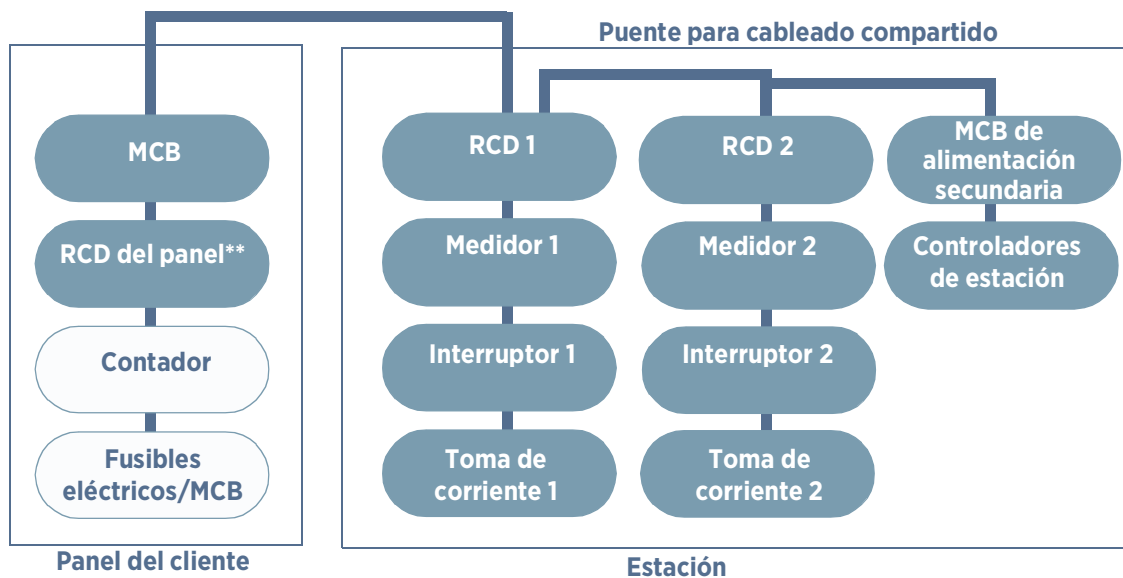 Puente para cableado compartido
MCB
RCD del panel**
Contador
Fusibles
eléctricos/MCB
Panel del cliente
RCD 1
Medidor 1
Interruptor 1
Toma de
corriente 1
RCD 2
Medidor 2
Interruptor 2
Toma de
corriente 2
MCB de
alimentación
secundaria
Controladores
de estación
Estación